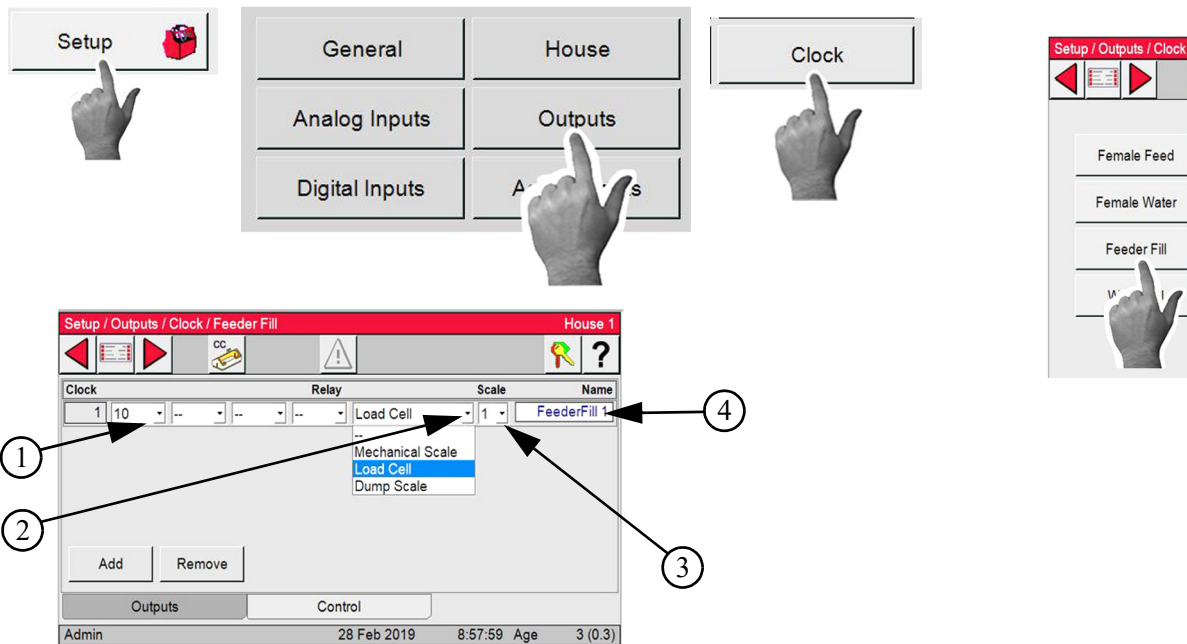 Setup
General
House
Analog Inputs
Outputs
Digital Inputs
Clock
Setup / Outputs / Clock
Female Feed
Female Water
Feeder Fill
Setup / Outputs / Clock / Feeder Fill
House 1
CC
?
Clock
Relay
Scale
Name
1
10
--
--
--
Load Cell
1
FeederFill 1
--
Mechanical Scale
Load Cell
Dump Scale
1
2
3
4
Add
Remove
Outputs
Control
Admin
28 Feb 2019
8:57:59
Age
3 (0.3)